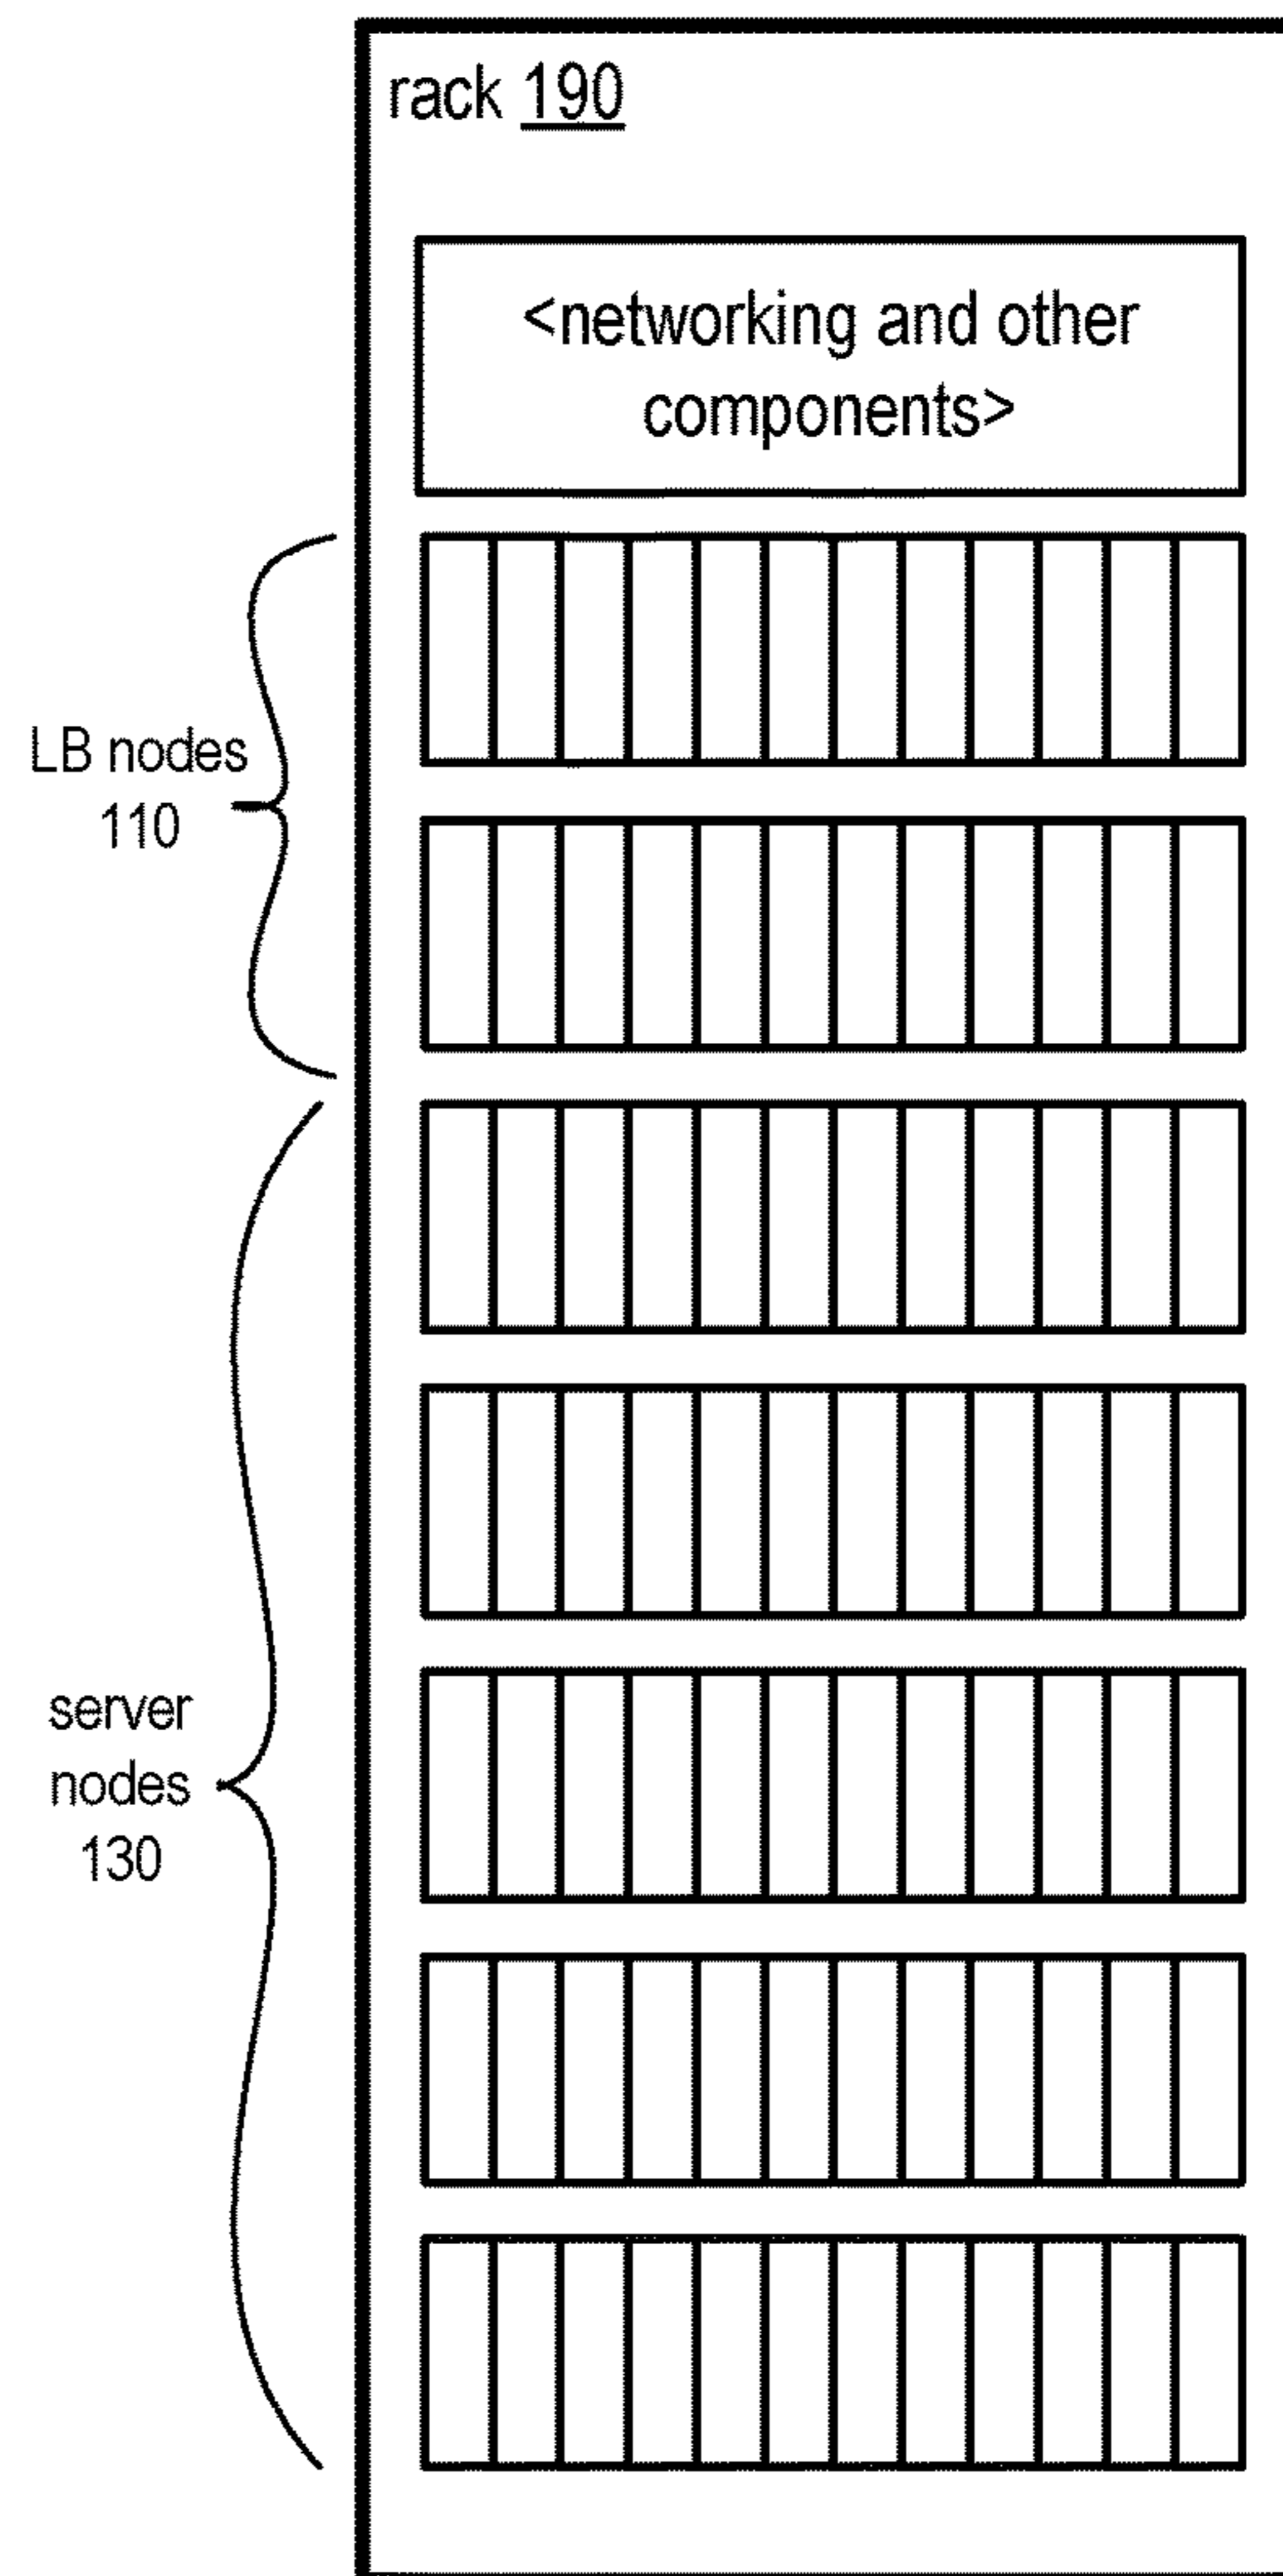 rack 190
<networking and other
components>
LB nodes
110
server
nodes
130